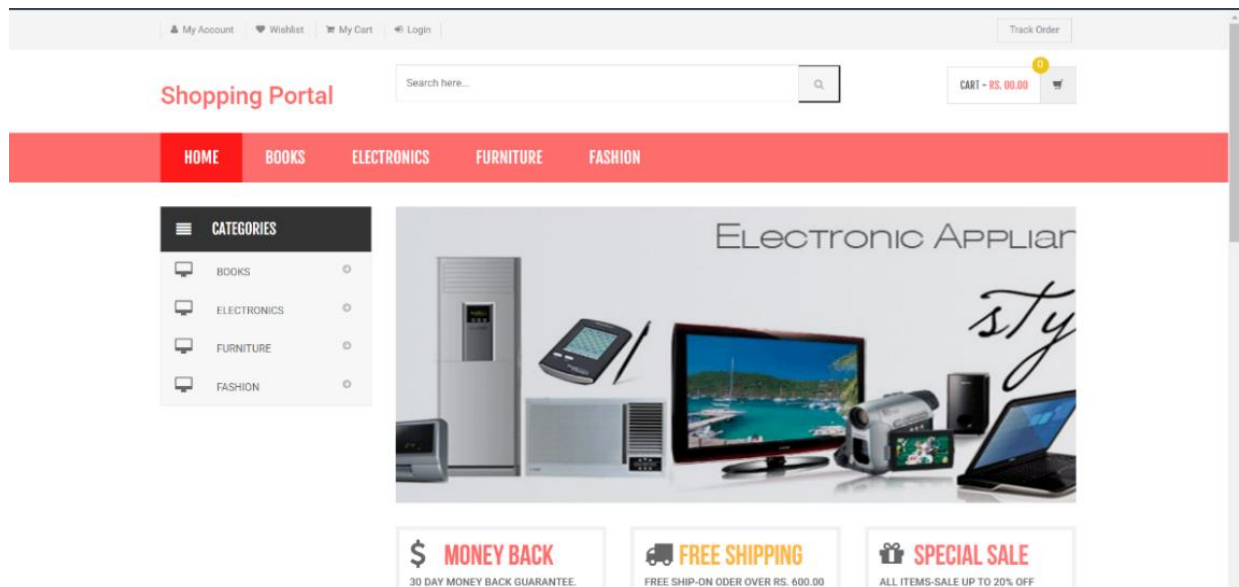 My Account Wishlist My Cart Login Track Order
Search here...
0
CART - RS. 00.00
Shopping Portal
HOME BOOKS ELECTRONICS FURNITURE FASHION
CATEGORIES
BOOKS
ELECTRONICS
FURNITURE
FASHION
ELECTRONIC APPLIAN
sty
$ MONEY BACK
30 DAY MONEY BACK GUARANTEE.
FREE SHIPPING
FREE SHIP-ON ODER OVER RS. 600.00
SPECIAL SALE
ALL ITEMS-SALE UP TO 20% OFF